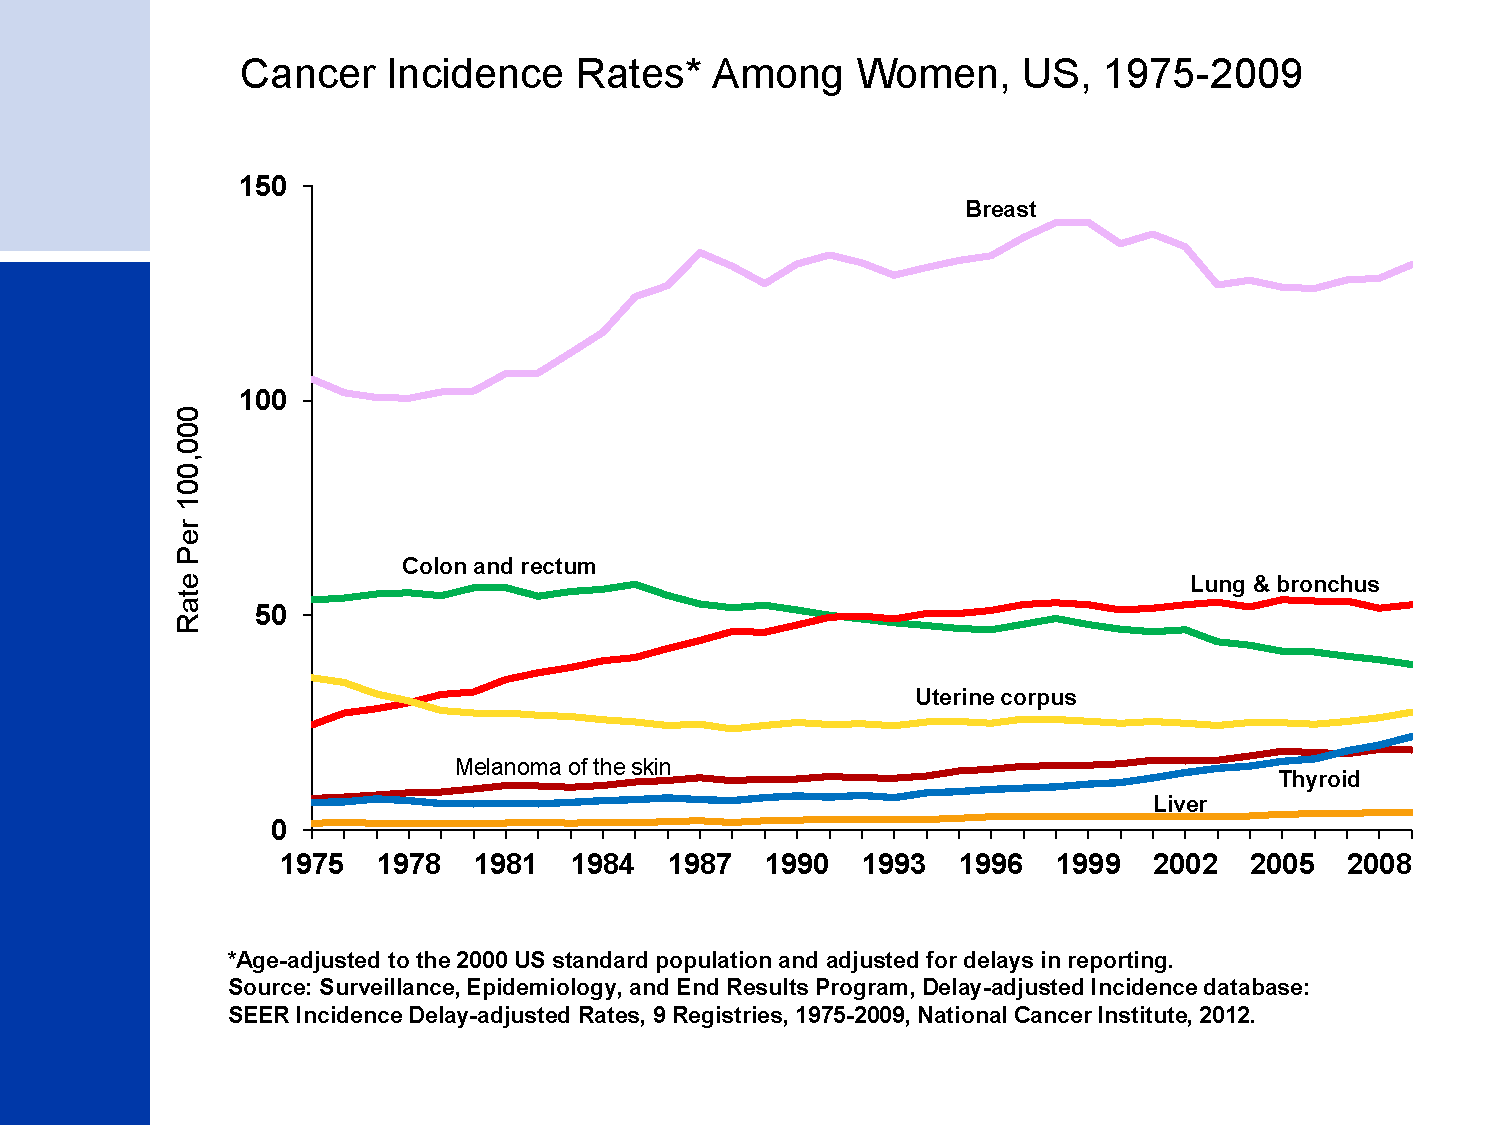 Cancer Incidence Rates* Among Women, US, 1975-2009
150
Breast
100
Rate Per 100,000
Colon and rectum
Lung & bronchus
50
Uterine corpus
Melanoma of the skin
Thyroid
Liver
0
1975 1978 1981 1984 1987 1990 1993 1996 1999 2002 2005 2008
*Age-adjusted to the 2000 US standard population and adjusted for delays in reporting.
Source: Surveillance, Epidemiology, and End Results Program, Delay-adjusted Incidence database:
SEER Incidence Delay-adjusted Rates, 9 Registries, 1975-2009, National Cancer Institute, 2012.